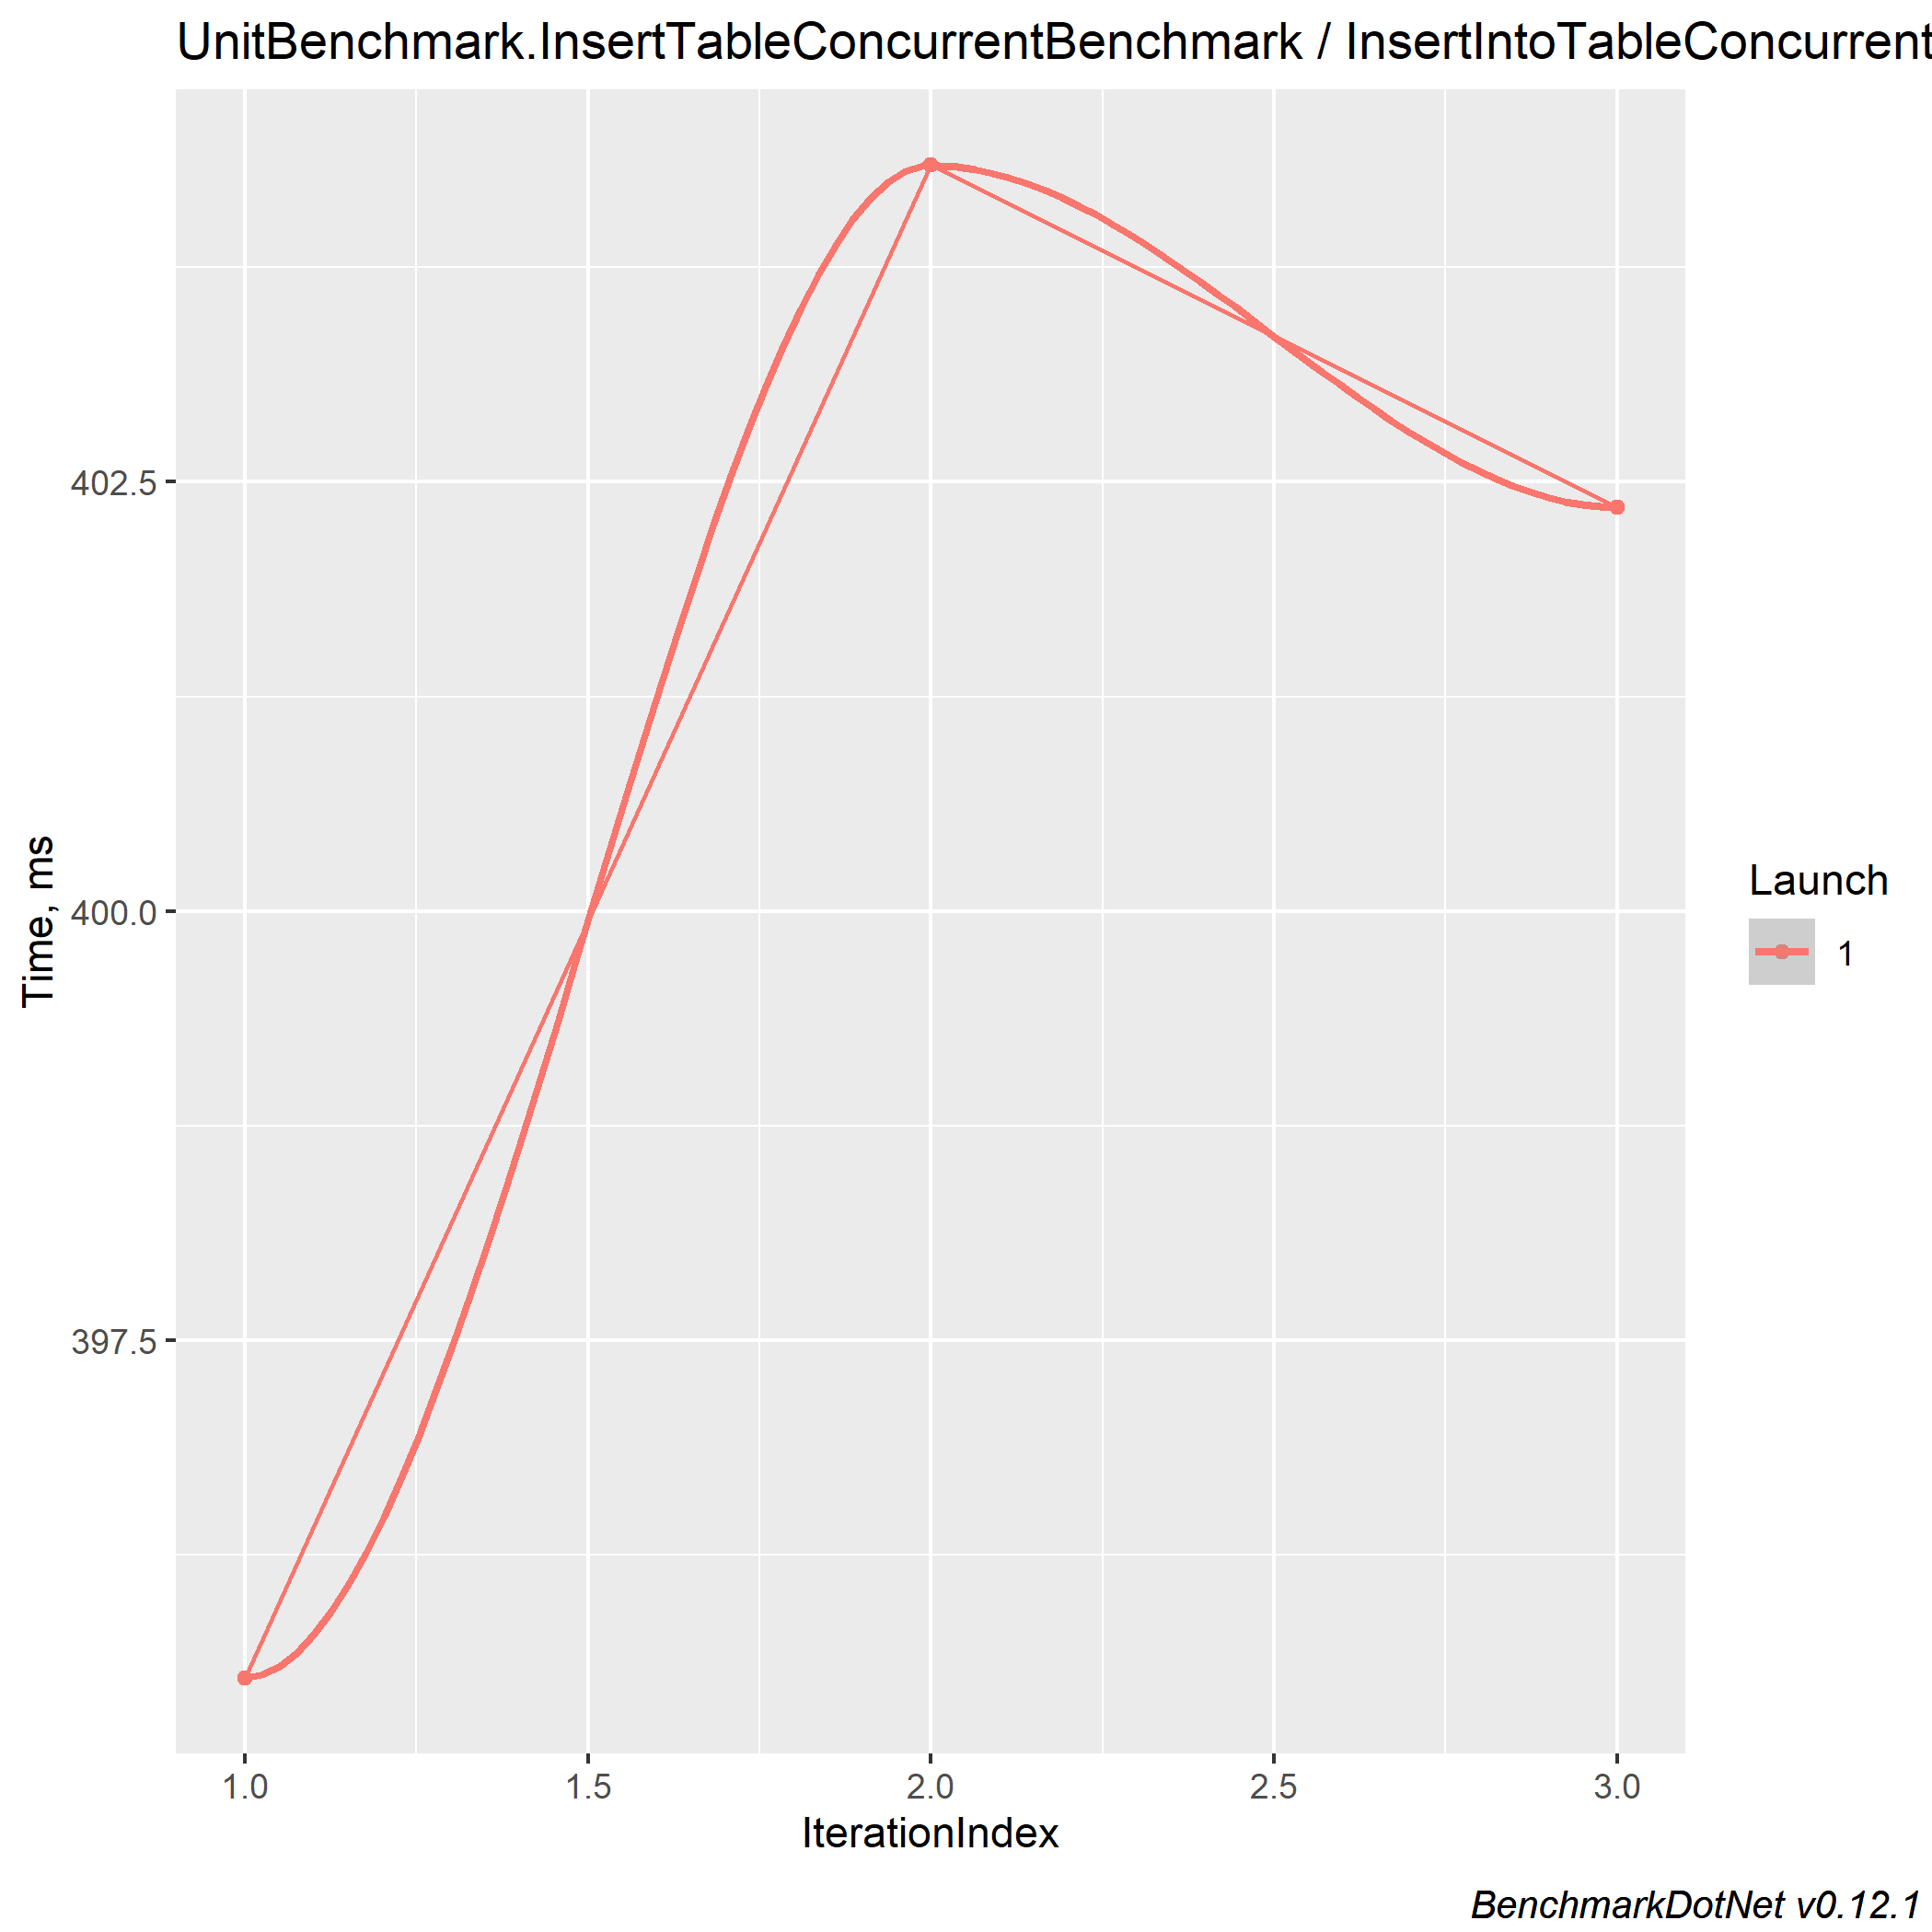 UnitBenchmark.InsertTableConcurrentBenchmark / InsertIntoTableConcurrent
402.5
400.0
397.5
Time, ms
1.0 1.5 2.0 2.5 3.0
IterationIndex
Launch
1
BenchmarkDotNet v0.12.1